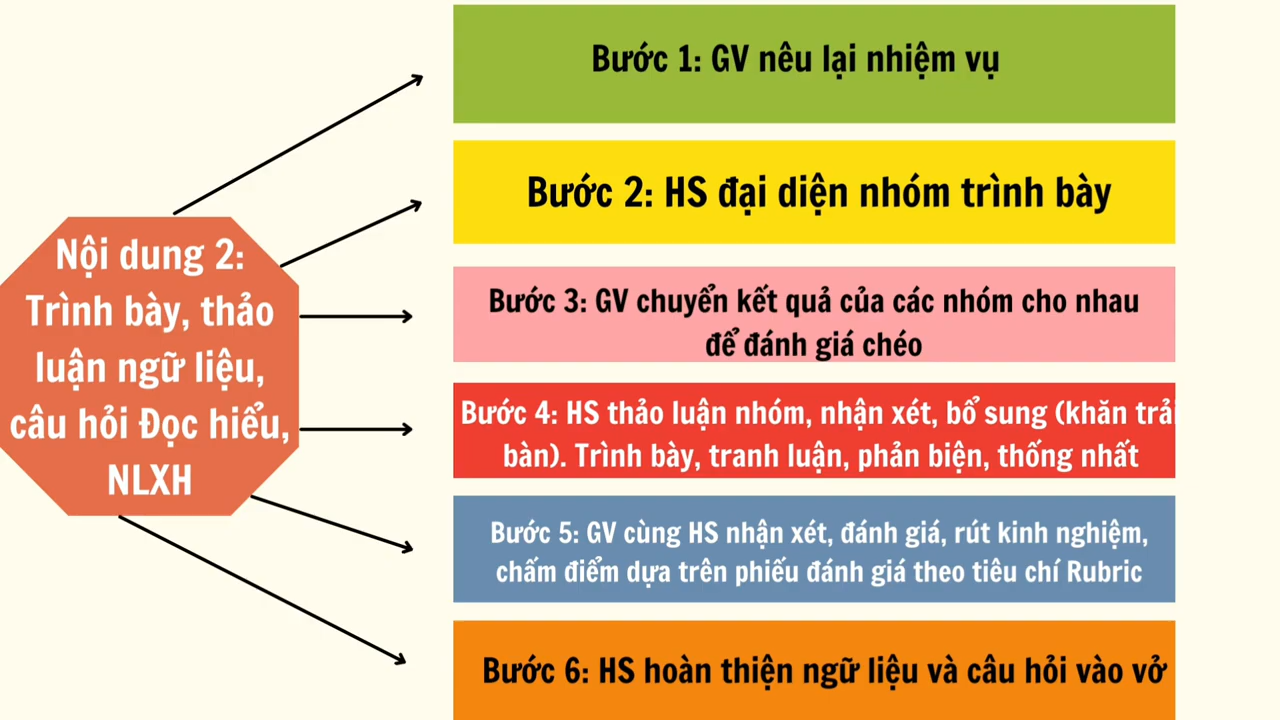 Nội dung 2:
Trình bày, thảo
luận ngữ liệu,
câu hỏi Đọc hiểu,
NLXH
Bước 1: GV nêu lại nhiệm vụ
Bước 2: HS đại diện nhóm trình bày
Bước 3: GV chuyển kết quả của các nhóm cho nhau
để đánh giá chéo
Bước 4: HS thảo luận nhóm, nhận xét, bổ sung (khăn trải
bàn). Trình bày, tranh luận, phản biện, thống nhất
Bước 5: GV cùng HS nhận xét, đánh giá, rút kinh nghiệm,
chấm điểm dựa trên phiếu đánh giá theo tiêu chí Rubric
Bước 6: HS hoàn thiện ngữ liệu và câu hỏi vào vở